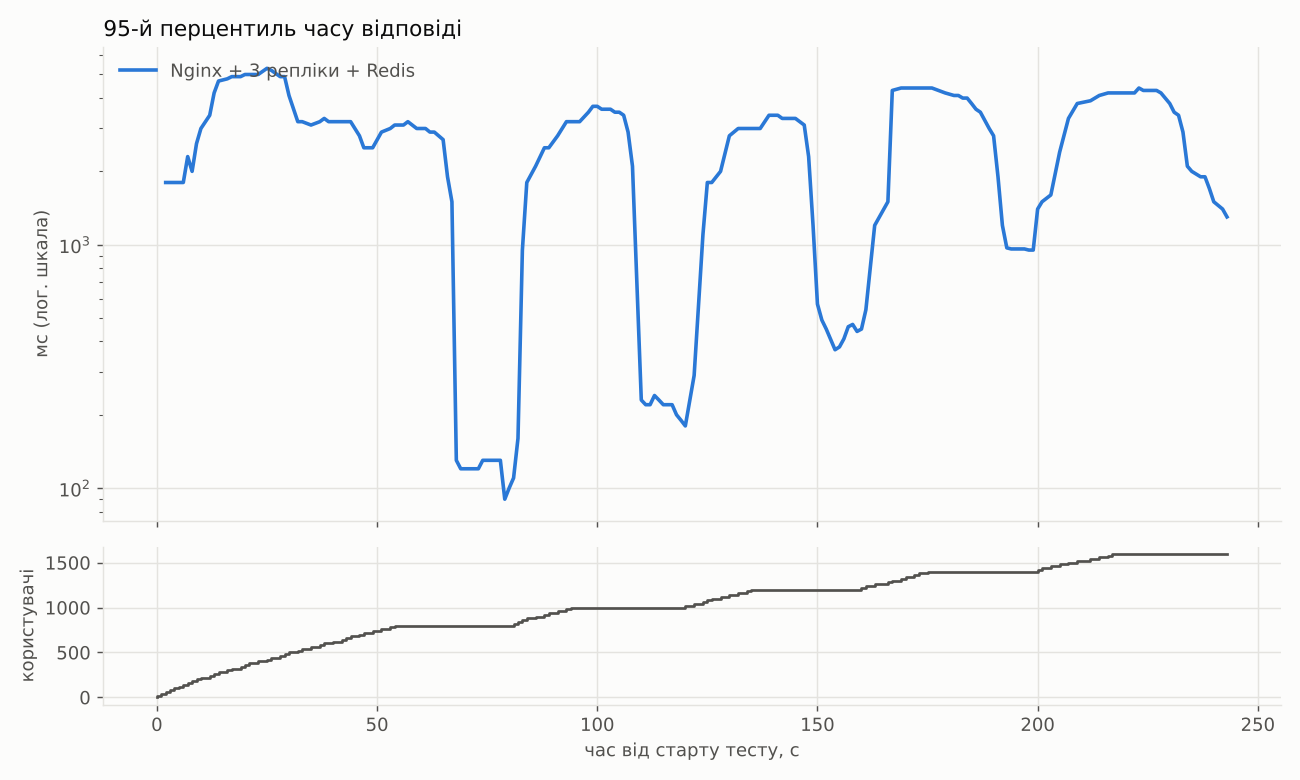 95-й перцентиль часу відповіді
Nginx + 3 репліки + Redis
мс (лог. шкала)
10³
10²
користувачі
1500
1000
500
0
0 50 100 150 200 250
час від старту тесту, с